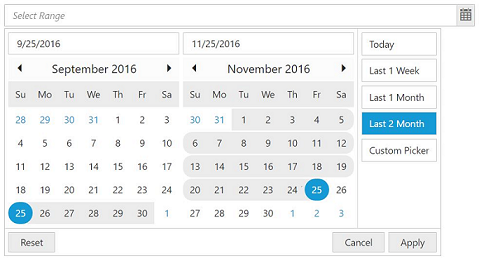 Select Range
9/25/2016 11/25/2016 Today
September 2016 November 2016 Last 1 Week
Su Mo Tu We Th Fr Sa Su Mo Tu We Th Fr Sa Last 1 Month
28 29 30 31 1 2 3 30 31 1 2 3 4 5 Last 2 Month
4 5 6 7 8 9 10 6 7 8 9 10 11 12 Custom Picker
11 12 13 14 15 16 17 13 14 15 16 17 18 19
18 19 20 21 22 23 24 20 21 22 23 24 25 26
25 26 27 28 29 30 1 27 28 29 30 1 2 3
Reset Cancel Apply